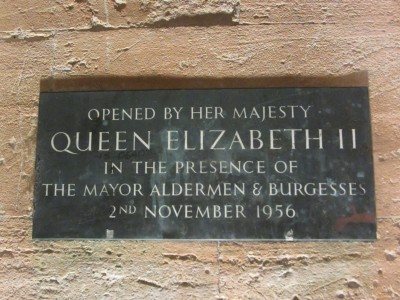 OPENED BY HER MAJESTY
QUEEN ELIZABETH II
IN THE PRESENCE OF
THE MAYOR ALDERMEN & BURGESSES
2ND NOVEMBER 1956